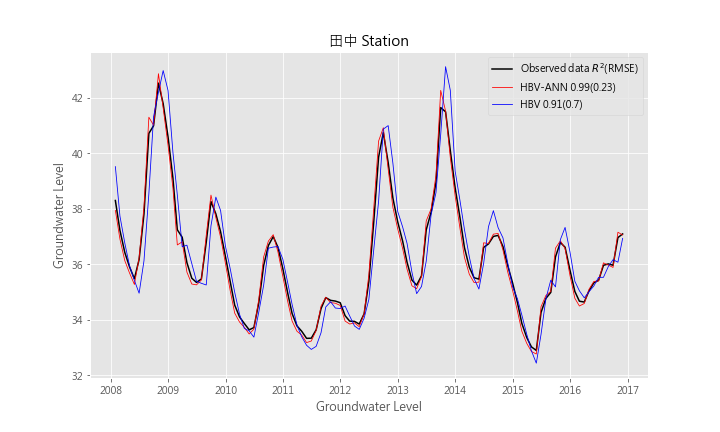 田中 Station
Observed data R²(RMSE)
HBV-ANN 0.99(0.23)
HBV 0.91(0.7)
Groundwater Level
42
40
38
36
34
32
2008 2009 2010 2011 2012 2013 2014 2015 2016 2017
Groundwater Level